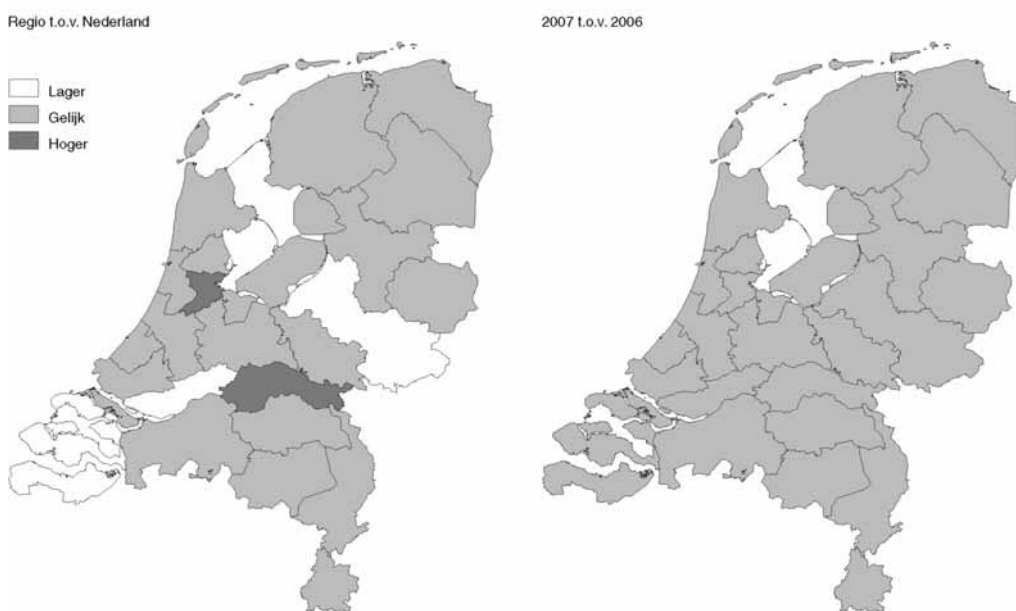 Regio t.o.v. Nederland
Lager
Gelijk
Hoger
2007 t.o.v. 2006